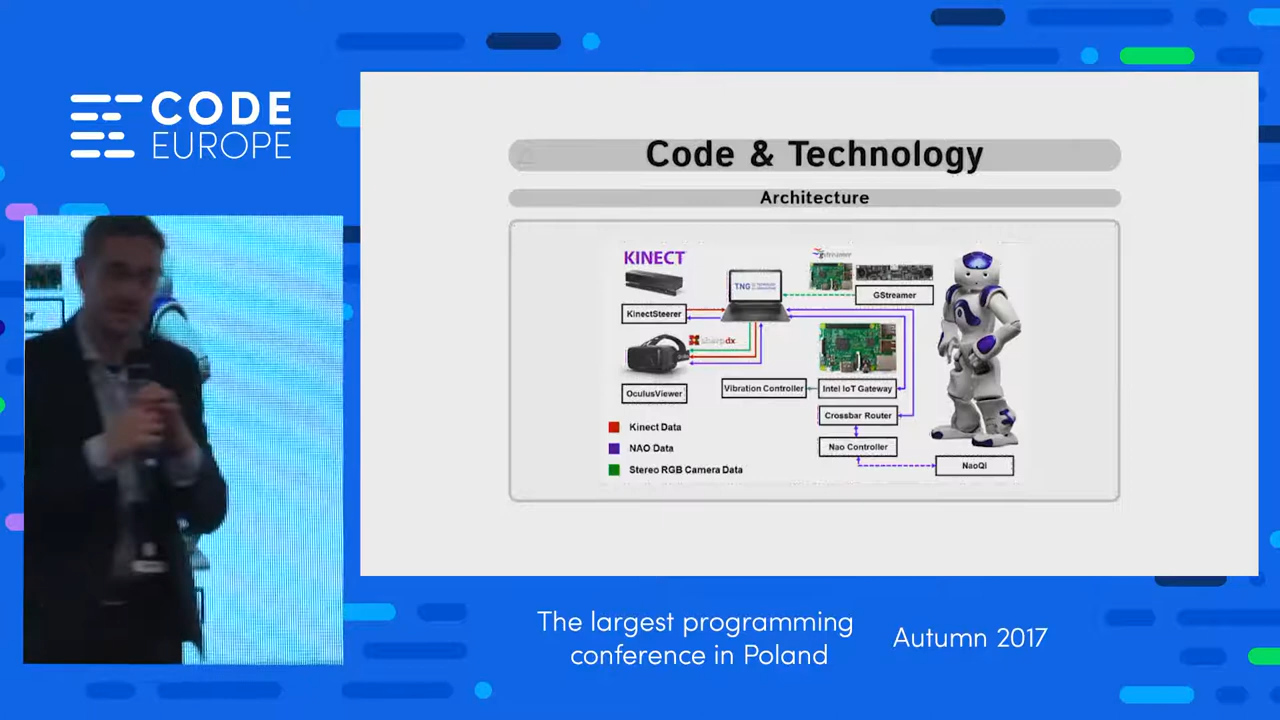 CODE
EUROPE
Code & Technology
Architecture
KINECT
KinectSteerer
TNG
gstreamer
GStreamer
sharpdx
OculusViewer
Vibration Controller
Intel IoT Gateway
Crossbar Router
Nao Controller
NaoQi
Kinect Data
NAO Data
Stereo RGB Camera Data
The largest programming
conference in Poland
Autumn 2017